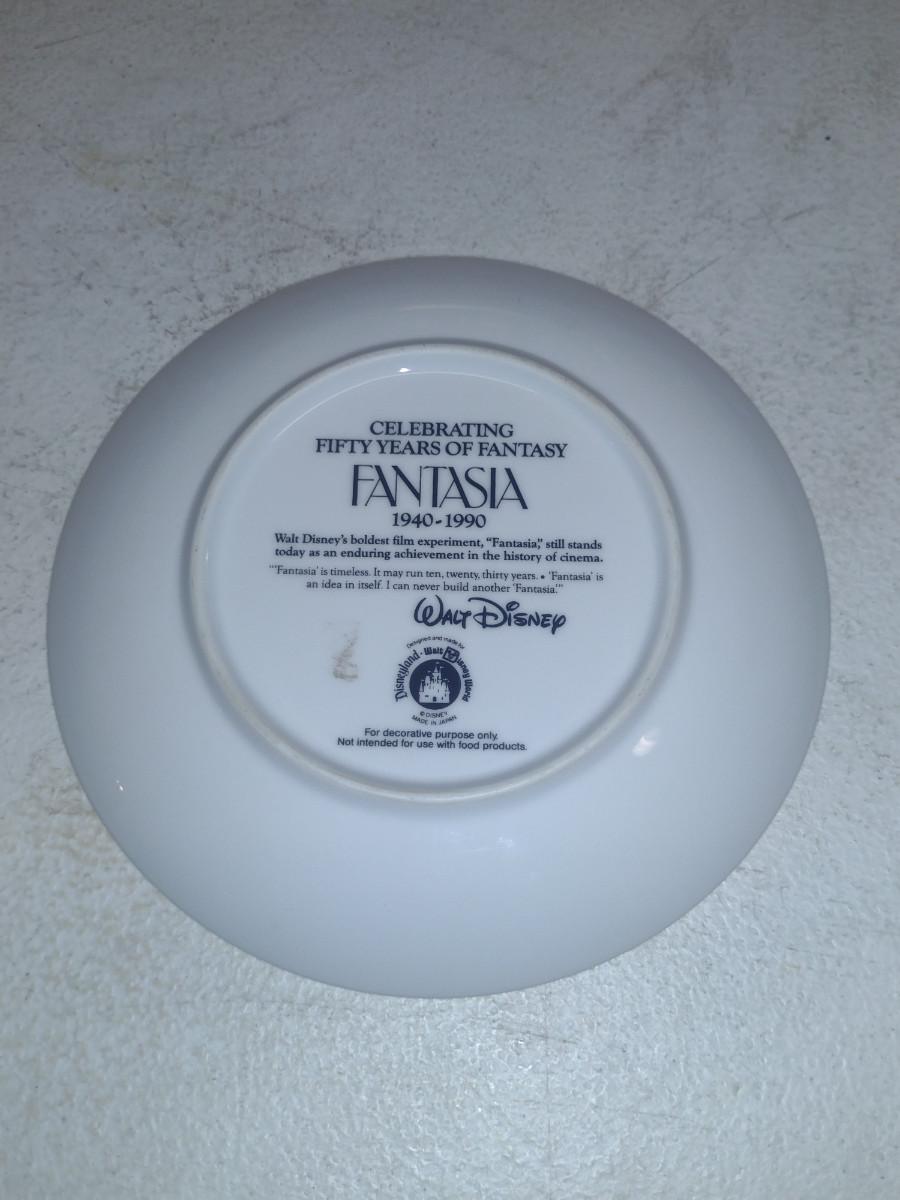 CELEBRATING
FIFTY YEARS OF FANTASY
FANTASIA
1940-1990
Walt Disney's boldest film experiment, "Fantasia," still stands
today as an enduring achievement in the history of cinema.
"'Fantasia' is timeless. It may run ten, twenty, thirty years. • 'Fantasia' is
an idea in itself. I can never build another 'Fantasia.'"
WALT DISNEY
Designed and made for
Disneyland • Walt Disney World
© DISNEY
MADE IN JAPAN
For decorative purpose only.
Not intended for use with food products.